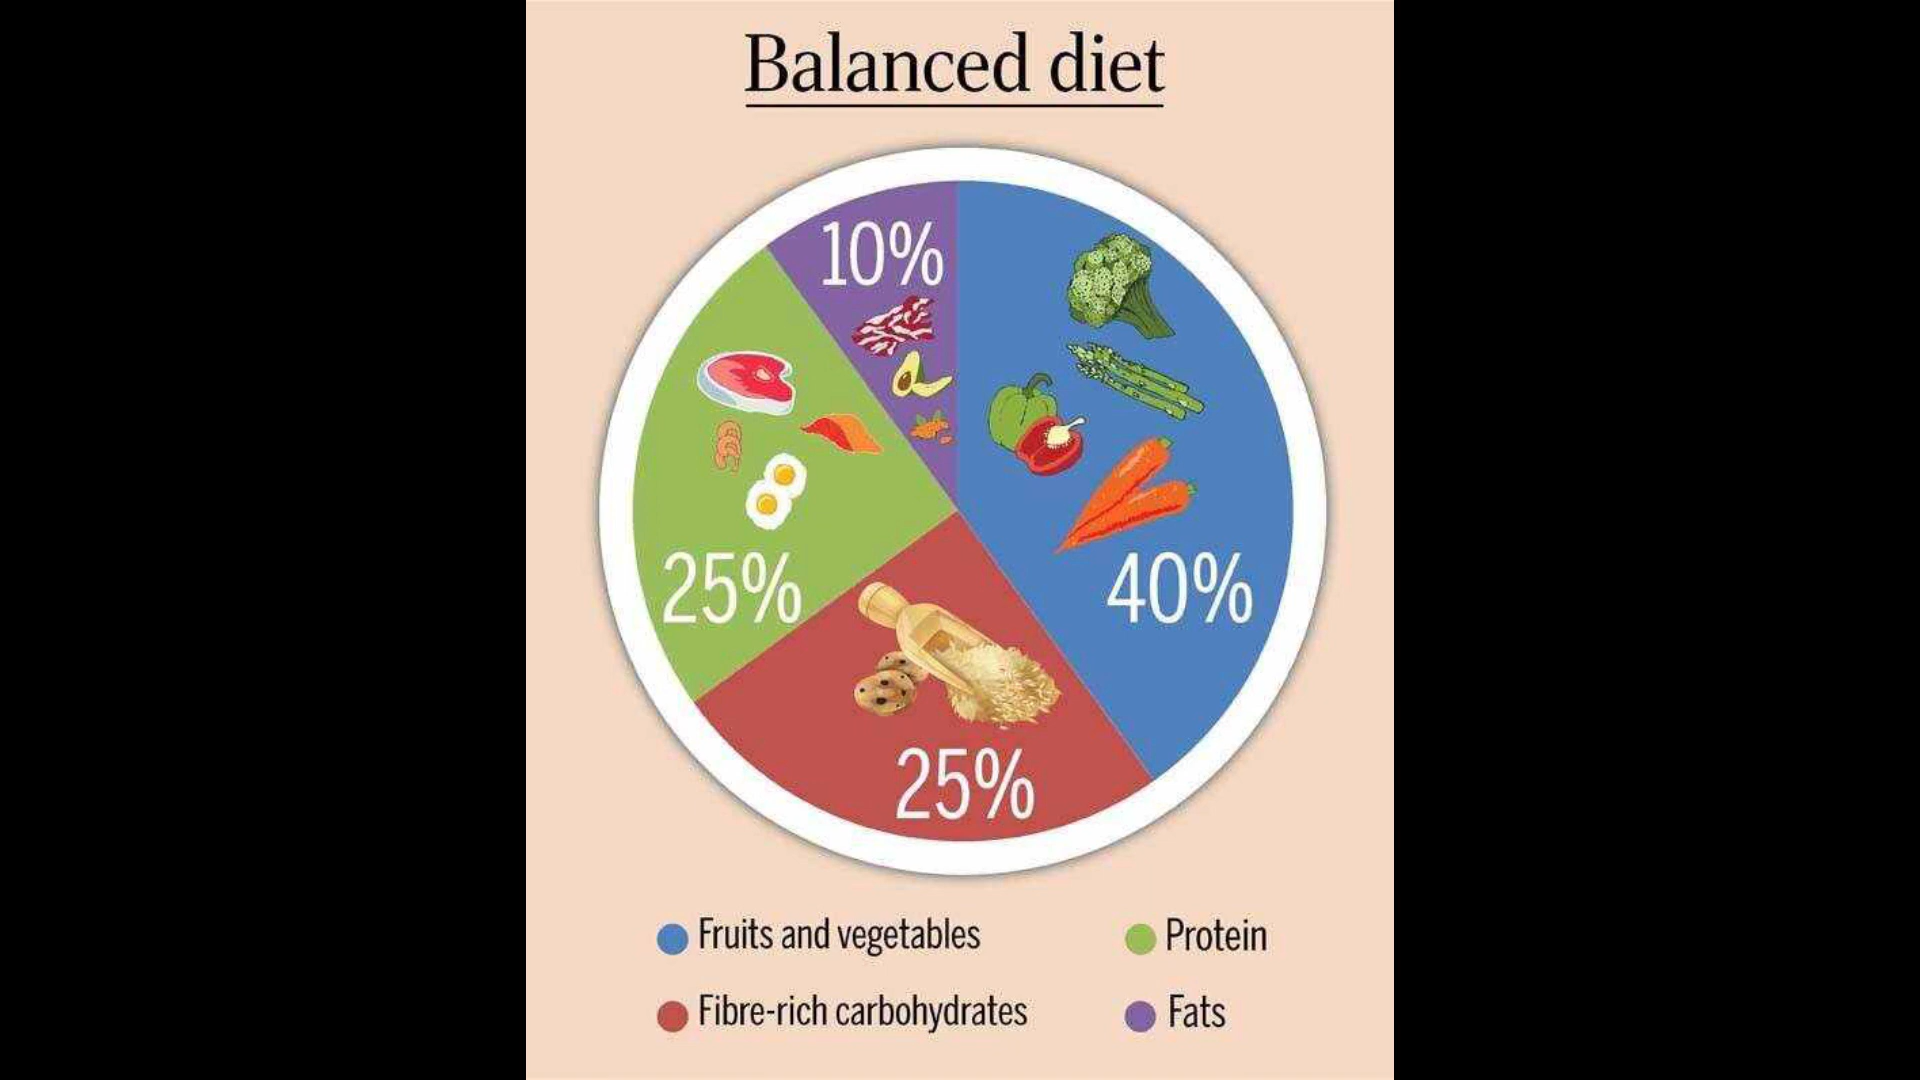 Balanced diet
10%
25%
40%
25%
Fruits and vegetables
Protein
Fibre-rich carbohydrates
Fats